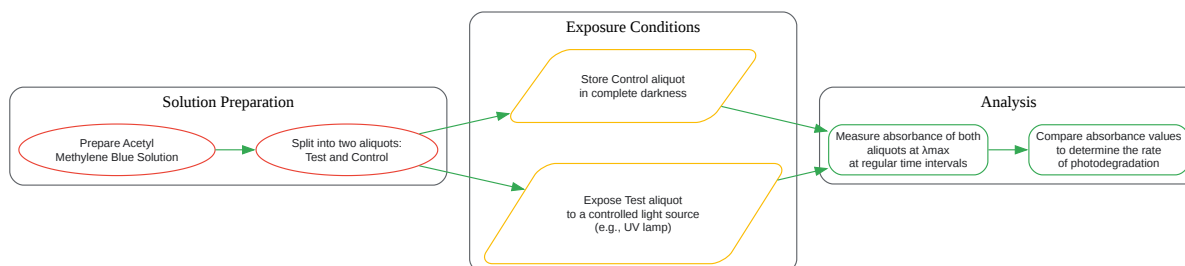 Solution Preparation
Prepare Acetyl
Methylene Blue Solution
Split into two aliquots:
Test and Control
Exposure Conditions
Store Control aliquot
in complete darkness
Expose Test aliquot
to a controlled light source
(e.g., UV lamp)
Analysis
Measure absorbance of both
aliquots at λmax
at regular time intervals
Compare absorbance values
to determine the rate
of photodegradation